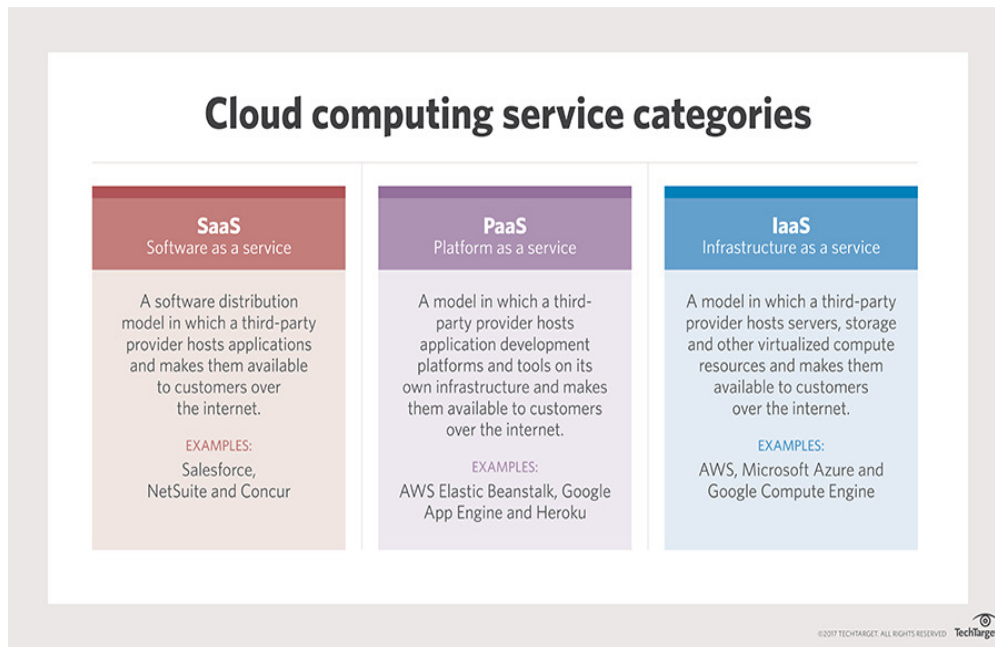 Cloud computing service categories
SaaS
Software as a service
A software distribution
model in which a third-party
provider hosts applications
and makes them available
to customers over
the internet.
EXAMPLES:
Salesforce,
NetSuite and Concur
PaaS
Platform as a service
A model in which a third-
party provider hosts
application development
platforms and tools on its
own infrastructure and makes
them available to customers
over the internet.
EXAMPLES:
AWS Elastic Beanstalk, Google
App Engine and Heroku
IaaS
Infrastructure as a service
A model in which a third-party
provider hosts servers, storage
and other virtualized compute
resources and makes them
available to customers
over the internet.
EXAMPLES:
AWS, Microsoft Azure and
Google Compute Engine
©2017 TECHTARGET. ALL RIGHTS RESERVED TechTarge